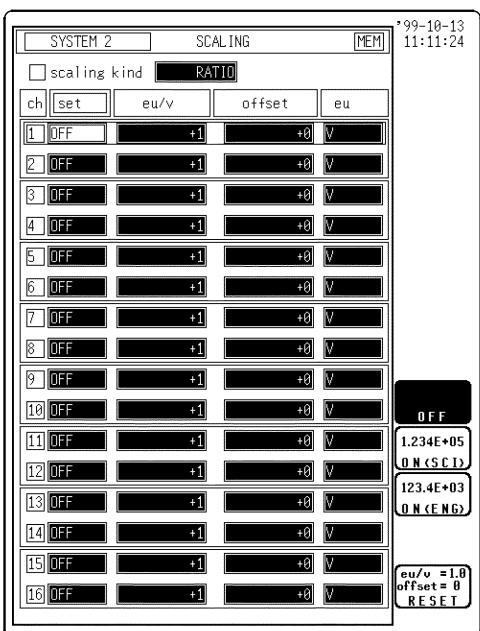 '99-10-13
SYSTEM 2 SCALING MEM 11:11:24
scaling kind RATIO
ch set eu/v offset eu
1 OFF +1 +0 V
2 OFF +1 +0 V
3 OFF +1 +0 V
4 OFF +1 +0 V
5 OFF +1 +0 V
6 OFF +1 +0 V
7 OFF +1 +0 V
8 OFF +1 +0 V
9 OFF +1 +0 V
10 OFF +1 +0 V
11 OFF +1 +0 V
12 OFF +1 +0 V
13 OFF +1 +0 V
14 OFF +1 +0 V
15 OFF +1 +0 V
16 OFF +1 +0 V
OFF
1.234E+05
ON(SCI)
123.4E+03
ON(ENG)
eu/v =1.0
offset= 0
RESET